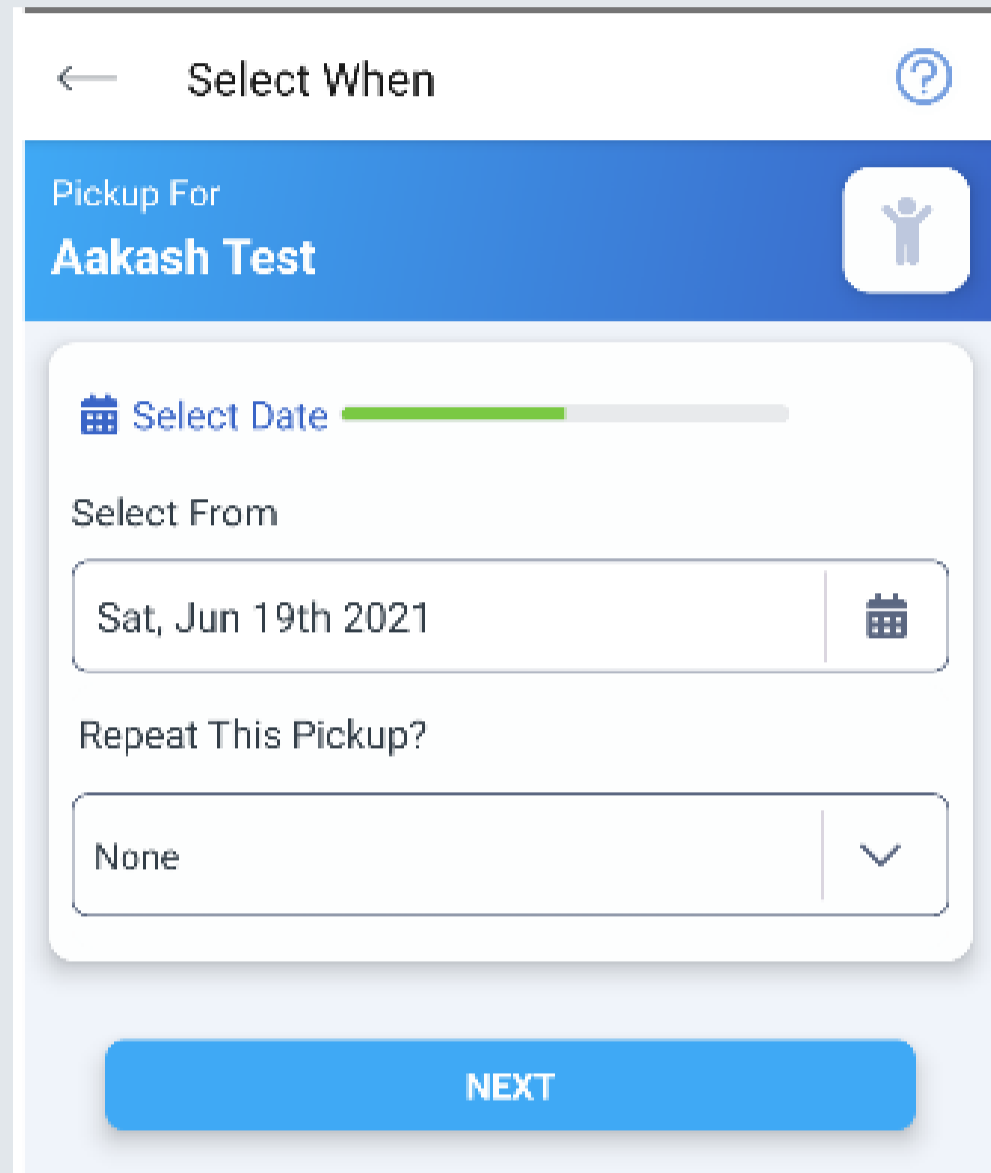 Select When
Pickup For
Aakash Test
Select Date
Select From
Sat, Jun 19th 2021
Repeat This Pickup?
None
NEXT